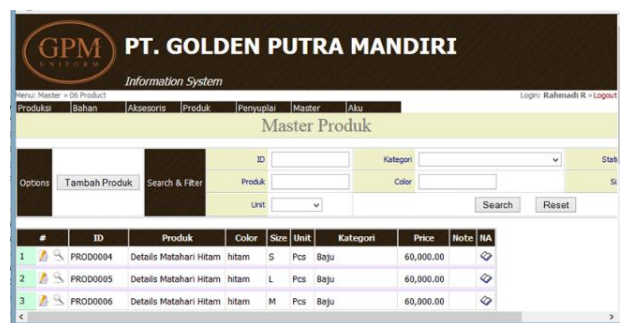 GPM
UNIFORM
PT. GOLDEN PUTRA MANDIRI
Information System
Menu: Master » 06 Product
Login: Rahmadi R » Logout
Produksi Bahan Aksesoris Produk Penyuplai Master Aku
Master Produk
Options Tambah Produk Search & Filter
ID Kategori
Produk Color
Unit Search Reset
# ID Produk Color Size Unit Kategori Price Note NA
1 PROD0004 Details Matahari Hitam hitam S Pcs Baju 60,000.00
2 PROD0005 Details Matahari Hitam hitam L Pcs Baju 60,000.00
3 PROD0006 Details Matahari Hitam hitam M Pcs Baju 60,000.00